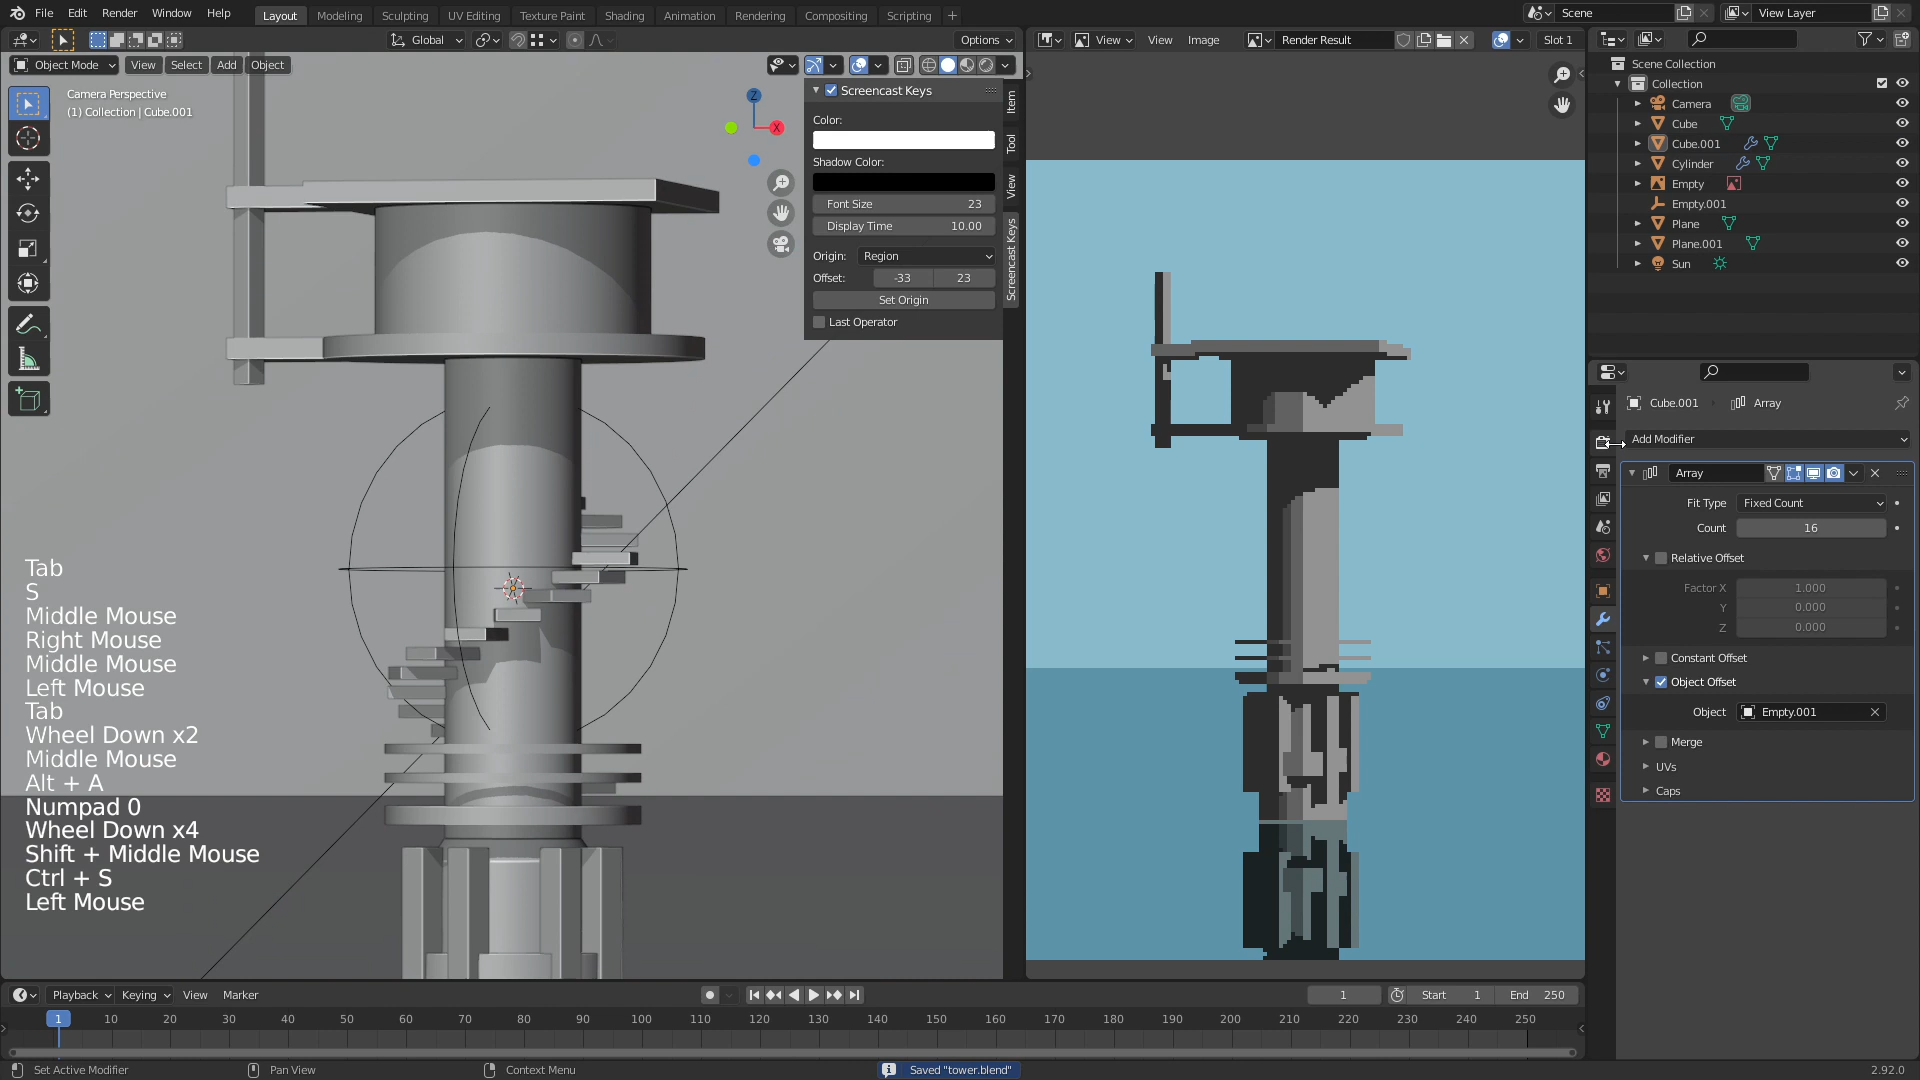 File Edit Render Window Help Layout Modeling Sculpting UV Editing Texture Paint Shading Animation Rendering Compositing Scripting + Scene View Layer
Global Options View View Image Render Result Slot 1
Object Mode View Select Add Object
Camera Perspective
(1) Collection | Cube.001
Z
X
Screencast Keys
Color:
Shadow Color:
Font Size 23
Display Time 10.00
Origin: Region
Offset: -33 23
Set Origin
Last Operator
Item
Tool
View
Screencast Keys
Scene Collection
Collection
Camera
Cube
Cube.001
Cylinder
Empty
Empty.001
Plane
Plane.001
Sun
Cube.001 Array
Add Modifier
Array
Fit Type Fixed Count
Count 16
Relative Offset
Factor X 1.000
Y 0.000
Z 0.000
Constant Offset
Object Offset
Object Empty.001
Merge
UVs
Caps
Tab
S
Middle Mouse
Right Mouse
Middle Mouse
Left Mouse
Tab
Wheel Down x2
Middle Mouse
Alt + A
Numpad 0
Wheel Down x4
Shift + Middle Mouse
Ctrl + S
Left Mouse
Playback Keying View Marker 1 Start 1 End 250
1 10 20 30 40 50 60 70 80 90 100 110 120 130 140 150 160 170 180 190 200 210 220 230 240 250
Set Active Modifier Pan View Context Menu Saved "tower.blend" 2.92.0